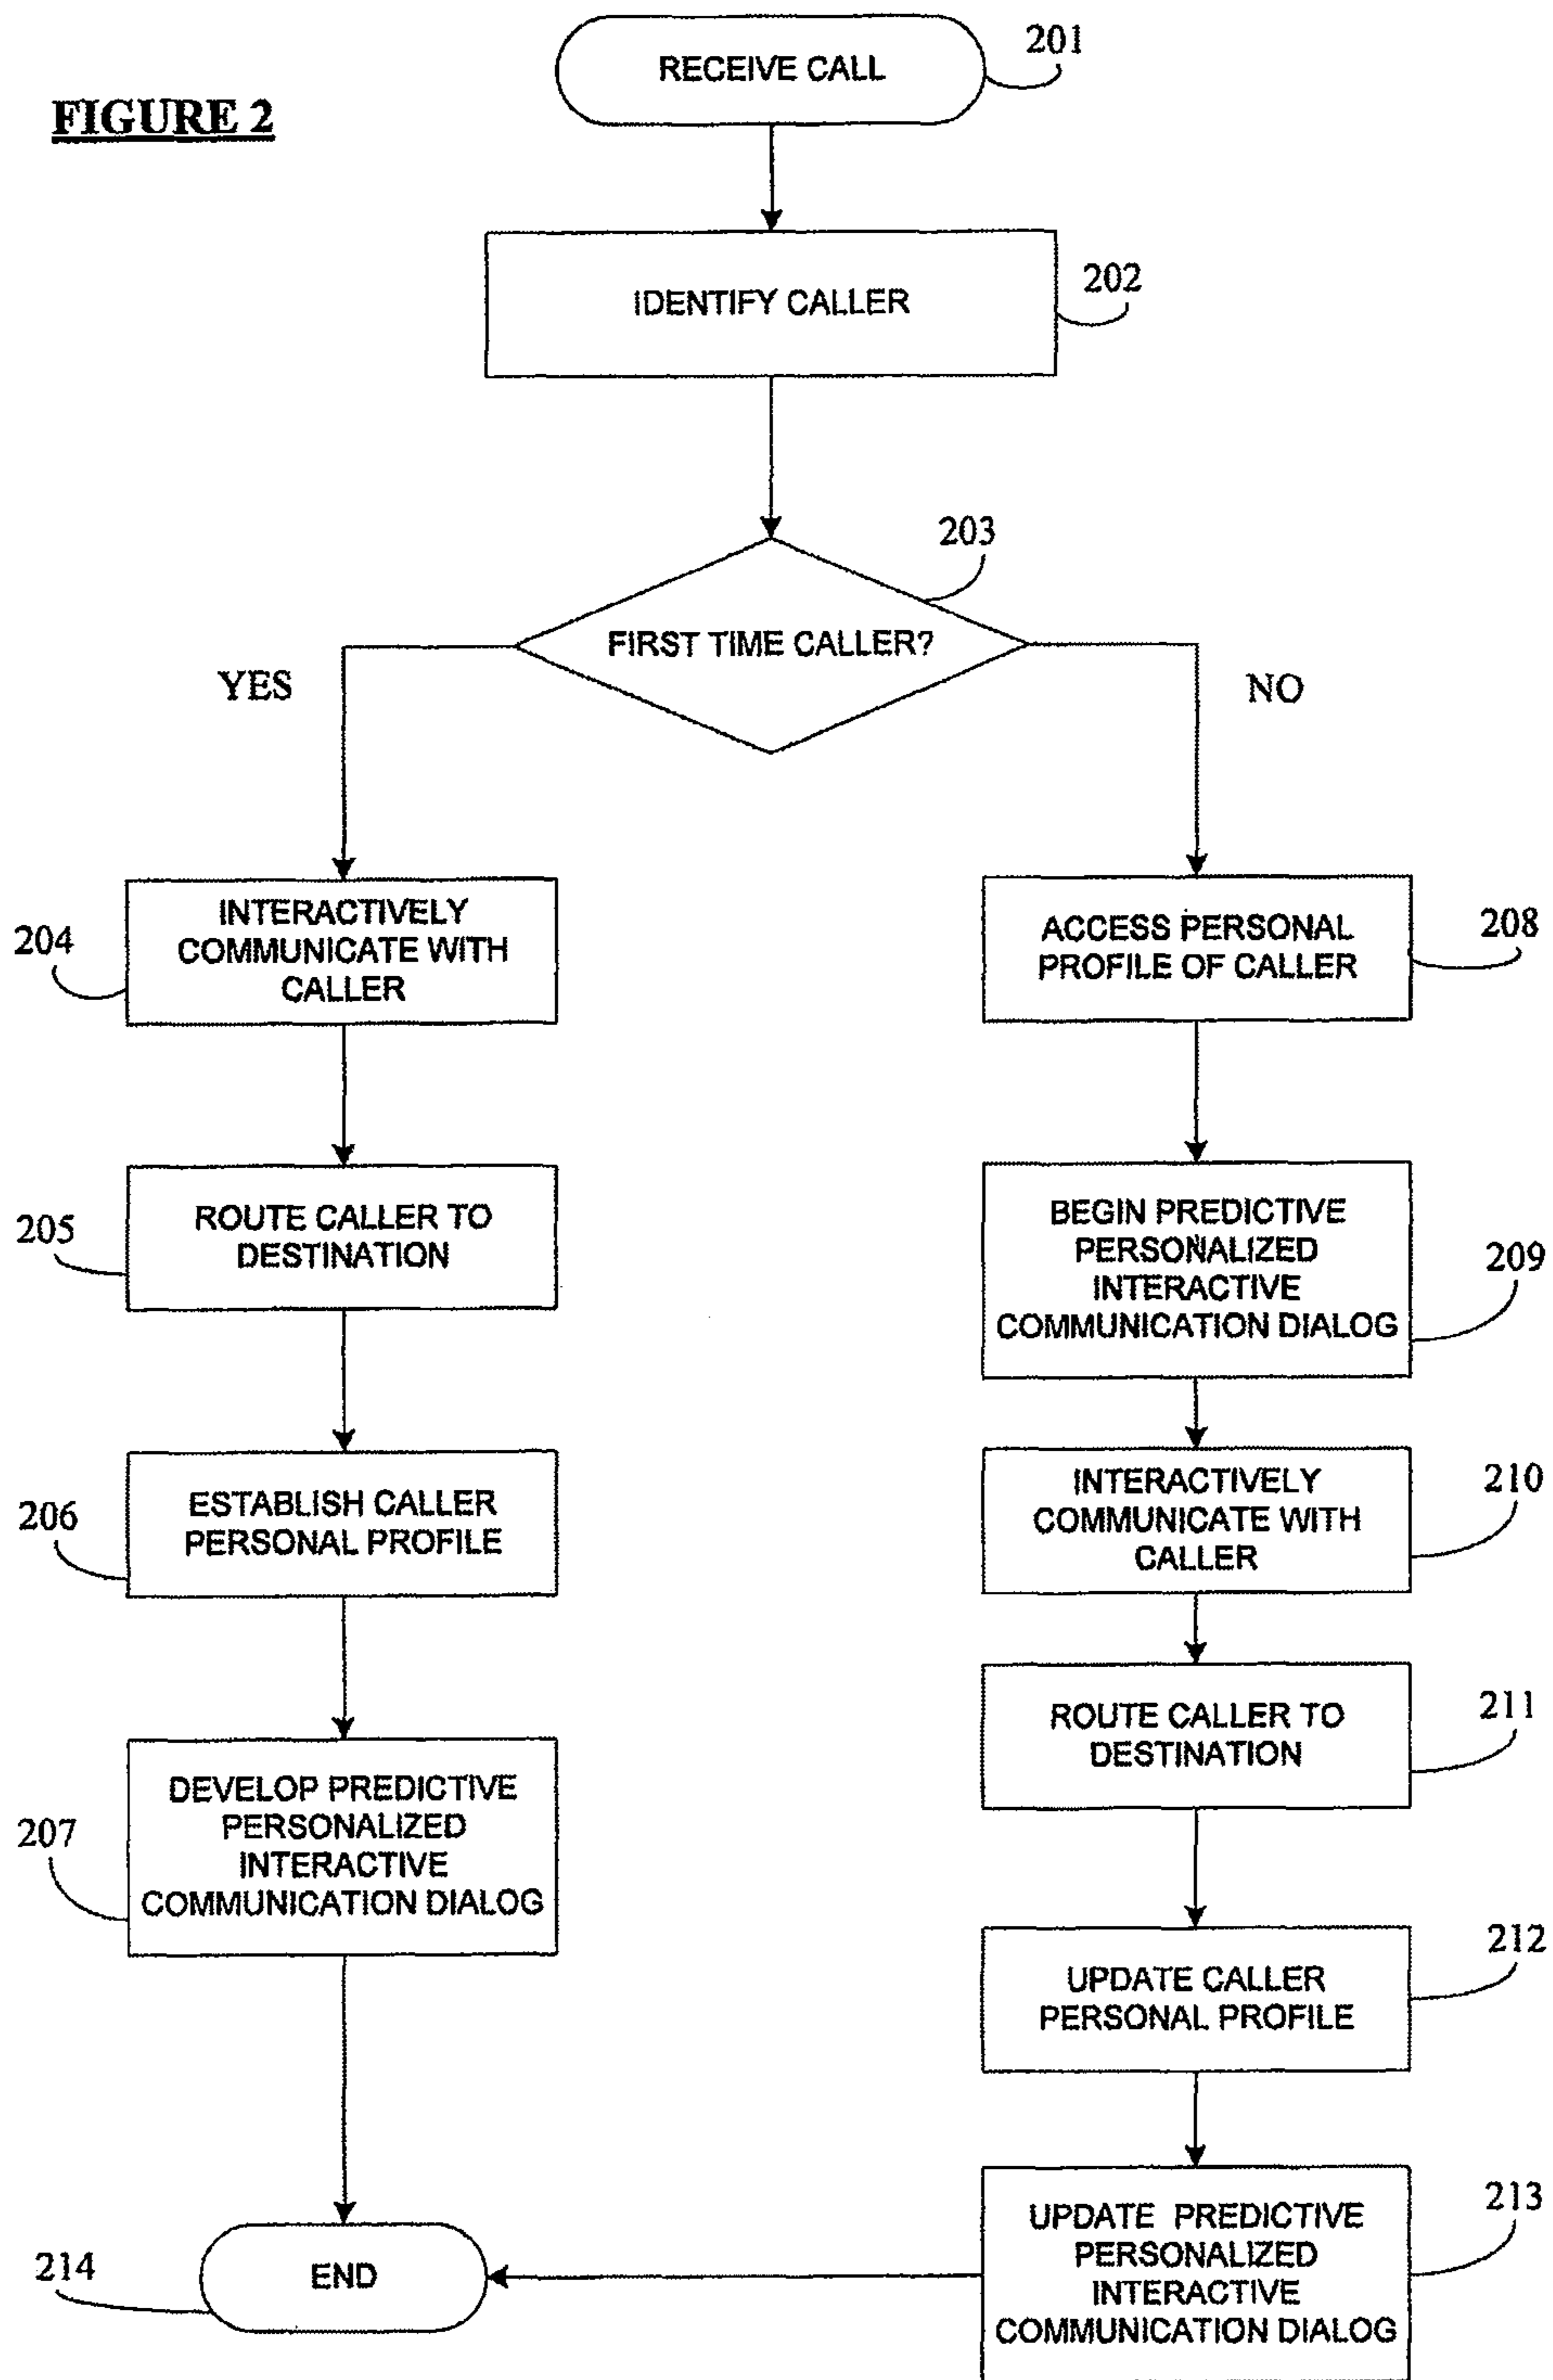 FIGURE 2
RECEIVE CALL
201
IDENTIFY CALLER
202
FIRST TIME CALLER?
203
YES
NO
INTERACTIVELY
COMMUNICATE WITH
CALLER
204
ROUTE CALLER TO
DESTINATION
205
ESTABLISH CALLER
PERSONAL PROFILE
206
DEVELOP PREDICTIVE
PERSONALIZED
INTERACTIVE
COMMUNICATION DIALOG
207
ACCESS PERSONAL
PROFILE OF CALLER
208
BEGIN PREDICTIVE
PERSONALIZED
INTERACTIVE
COMMUNICATION DIALOG
209
INTERACTIVELY
COMMUNICATE WITH
CALLER
210
ROUTE CALLER TO
DESTINATION
211
UPDATE CALLER
PERSONAL PROFILE
212
UPDATE PREDICTIVE
PERSONALIZED
INTERACTIVE
COMMUNICATION DIALOG
213
END
214